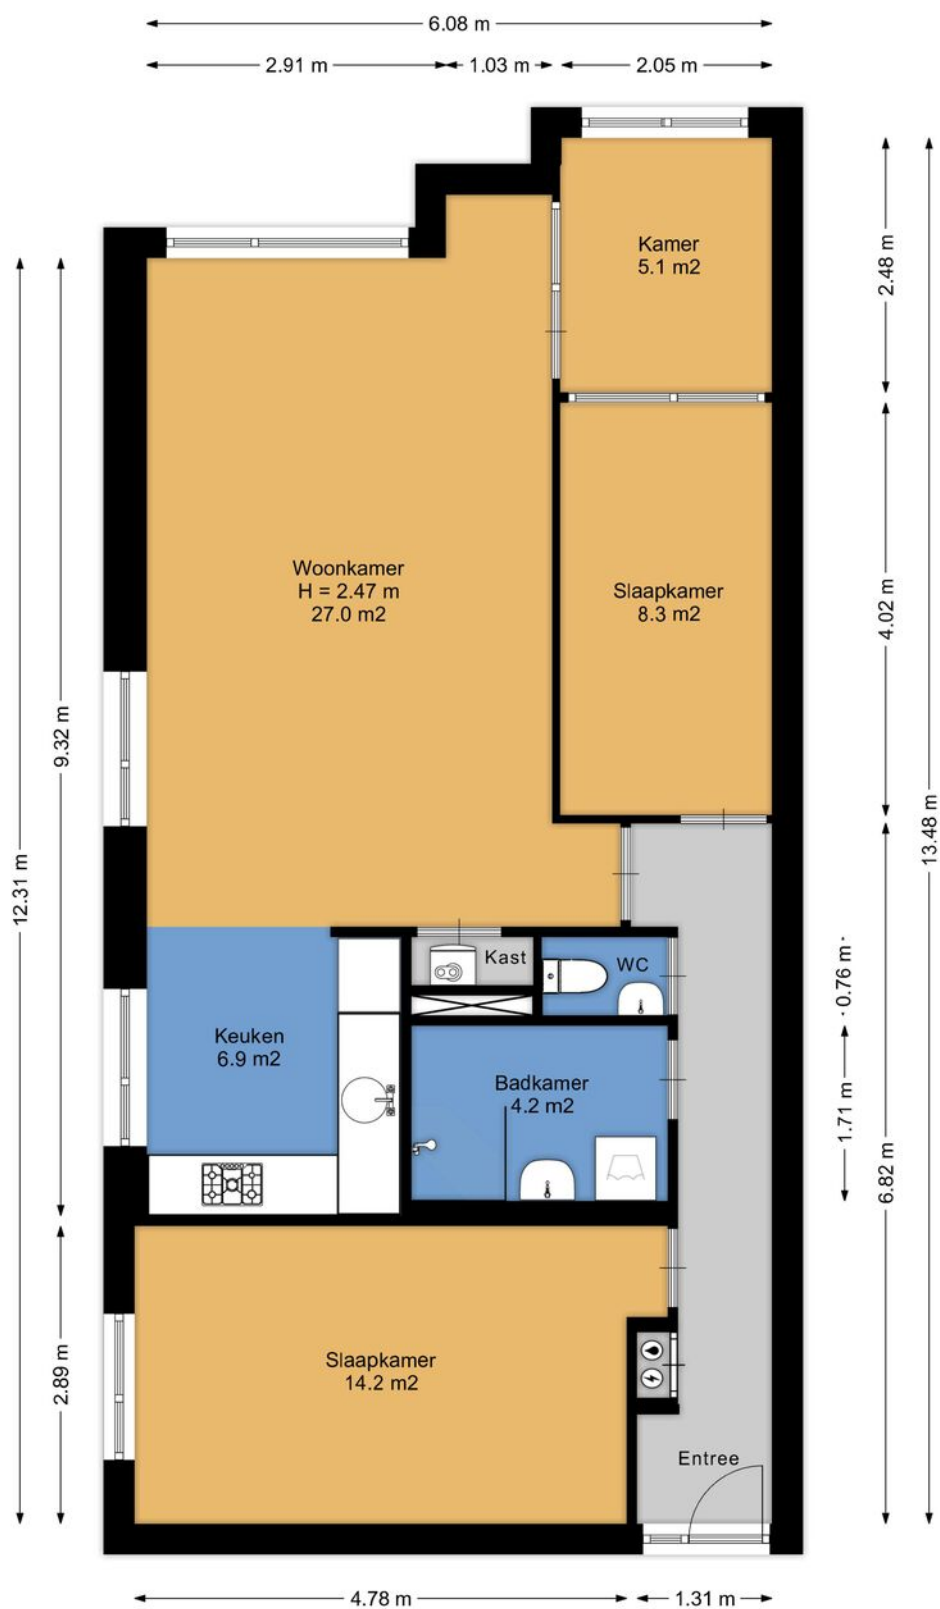 6.08 m
2.91 m
1.03 m
2.05 m
Kamer
5.1 m2
2.48 m
Woonkamer
H = 2.47 m
27.0 m2
Slaapkamer
8.3 m2
4.02 m
9.32 m
12.31 m
13.48 m
Kast
WC
0.76 m
Keuken
6.9 m2
Badkamer
4.2 m2
1.71 m
6.82 m
Slaapkamer
14.2 m2
2.89 m
Entree
4.78 m
1.31 m